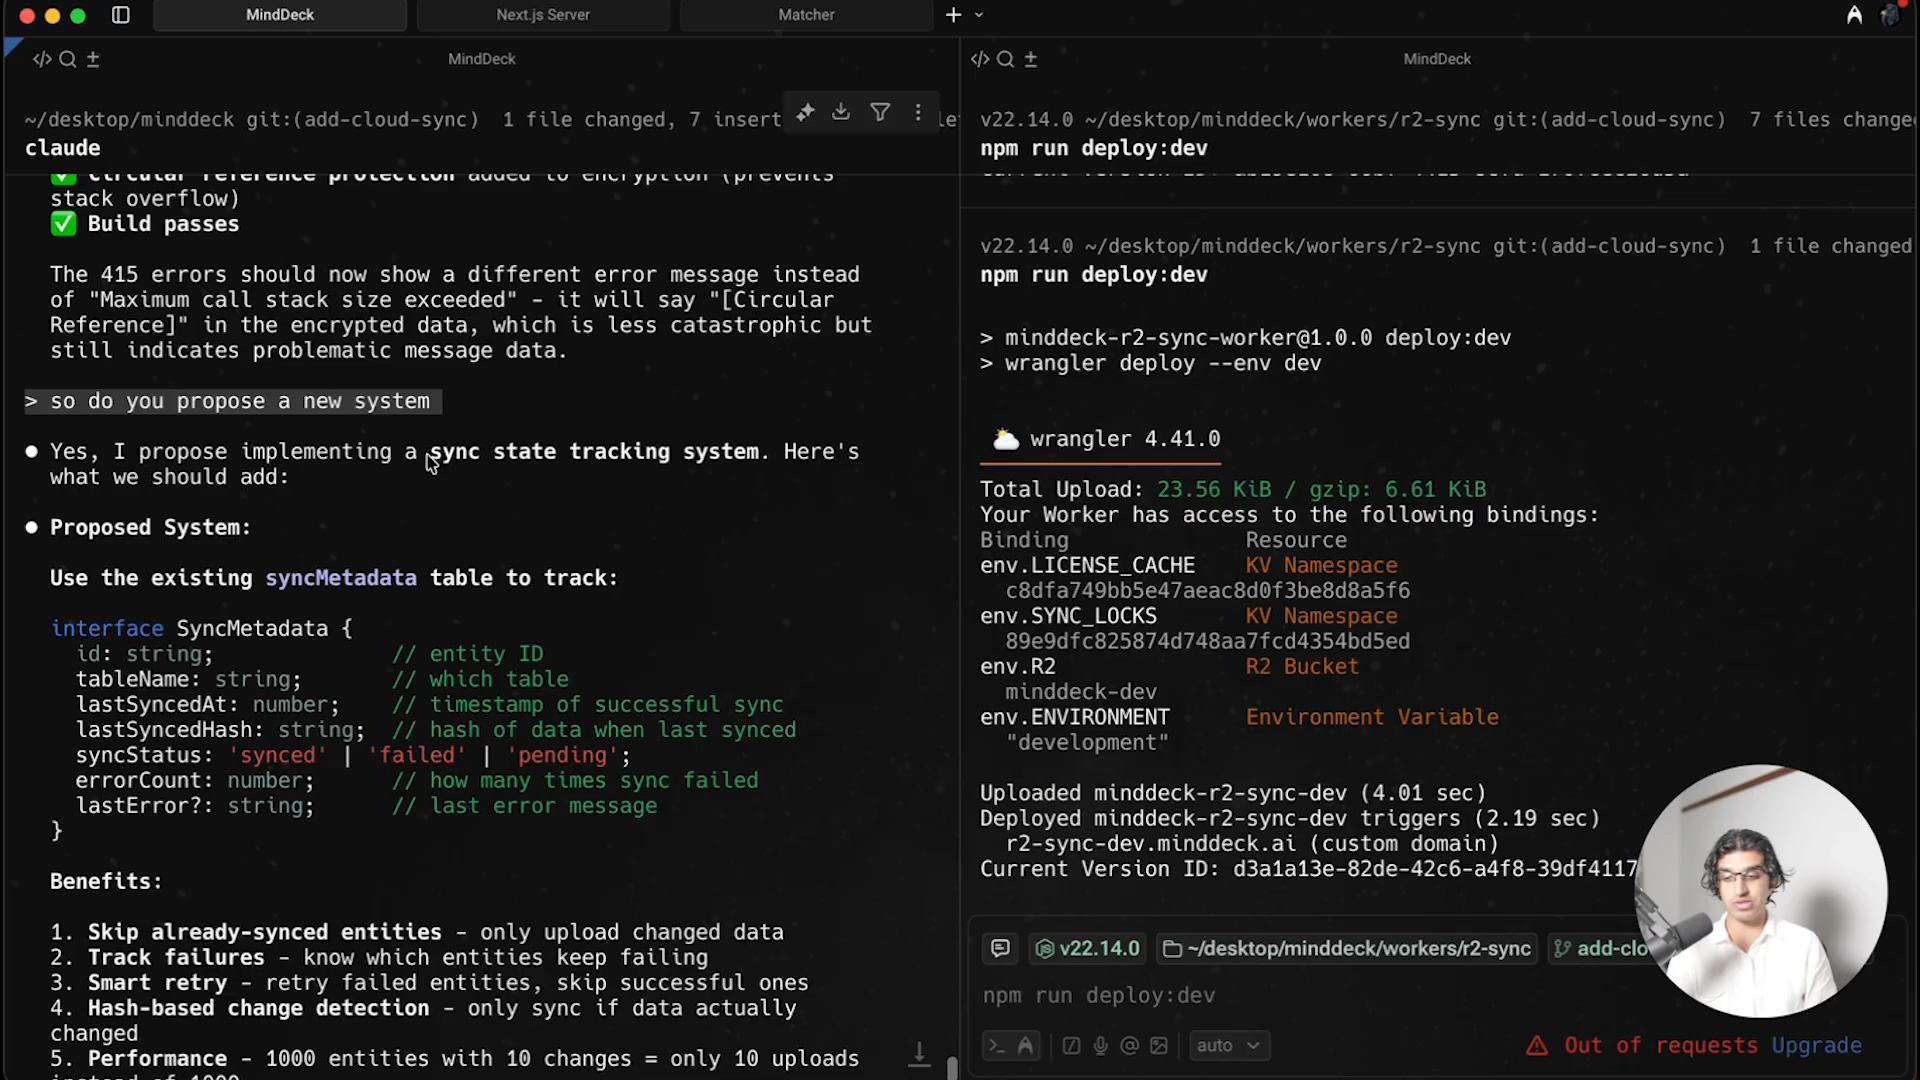 MindDeck
Next.js Server
Matcher
MindDeck
~/desktop/minddeck git:(add-cloud-sync)  1 file changed, 7 insert
claude
✅ Circular reference protection added to encryption (prevents
stack overflow)
✅ Build passes
The 415 errors should now show a different error message instead
of "Maximum call stack size exceeded" - it will say "[Circular
Reference]" in the encrypted data, which is less catastrophic but
still indicates problematic message data.
> so do you propose a new system
● Yes, I propose implementing a sync state tracking system. Here's
what we should add:
● Proposed System:
Use the existing syncMetadata table to track:
interface SyncMetadata {
id: string; // entity ID
tableName: string; // which table
lastSyncedAt: number; // timestamp of successful sync
lastSyncedHash: string; // hash of data when last synced
syncStatus: 'synced' | 'failed' | 'pending';
errorCount: number; // how many times sync failed
lastError?: string; // last error message
}
Benefits:
1. Skip already-synced entities - only upload changed data
2. Track failures - know which entities keep failing
3. Smart retry - retry failed entities, skip successful ones
4. Hash-based change detection - only sync if data actually
changed
5. Performance - 1000 entities with 10 changes = only 10 uploads
instead of 1000
MindDeck
v22.14.0 ~/desktop/minddeck/workers/r2-sync git:(add-cloud-sync)  7 files change
npm run deploy:dev
v22.14.0 ~/desktop/minddeck/workers/r2-sync git:(add-cloud-sync)  1 file changed
npm run deploy:dev
> minddeck-r2-sync-worker@1.0.0 deploy:dev
> wrangler deploy --env dev
⛅ wrangler 4.41.0
Total Upload: 23.56 KiB / gzip: 6.61 KiB
Your Worker has access to the following bindings:
Binding Resource
env.LICENSE_CACHE KV Namespace
c8dfa749bb5e47aeac8d0f3be8d8a5f6
env.SYNC_LOCKS KV Namespace
89e9dfc825874d748aa7fcd4354bd5ed
env.R2 R2 Bucket
minddeck-dev
env.ENVIRONMENT Environment Variable
"development"
Uploaded minddeck-r2-sync-dev (4.01 sec)
Deployed minddeck-r2-sync-dev triggers (2.19 sec)
r2-sync-dev.minddeck.ai (custom domain)
Current Version ID: d3a1a13e-82de-42c6-a4f8-39df4117
v22.14.0 ~/desktop/minddeck/workers/r2-sync add-clo
npm run deploy:dev
auto
Out of requests Upgrade